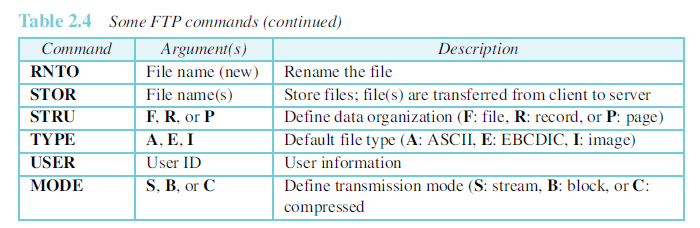 Table 2.4 Some FTP commands (continued)
Command Argument(s) Description
RNTO File name (new) Rename the file
STOR File name(s) Store files; file(s) are transferred from client to server
STRU F, R, or P Define data organization (F: file, R: record, or P: page)
TYPE A, E, I Default file type (A: ASCII, E: EBCDIC, I: image)
USER User ID User information
MODE S, B, or C Define transmission mode (S: stream, B: block, or C:
compressed